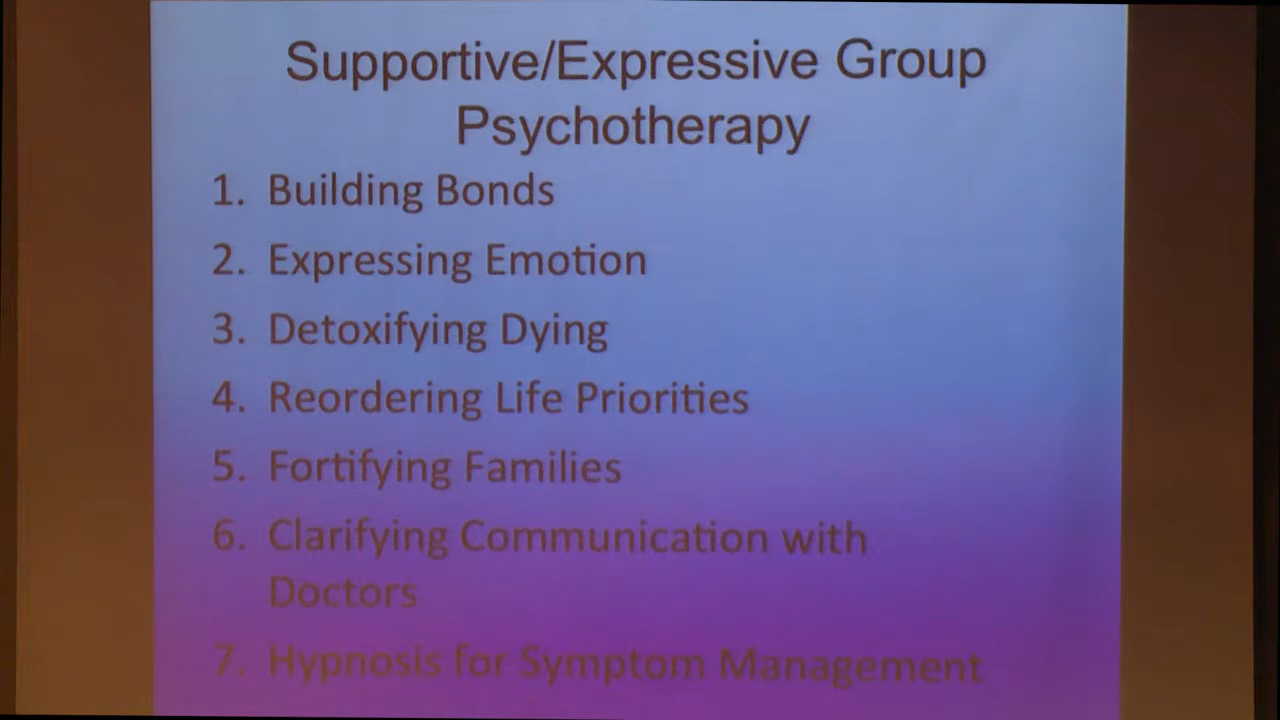 Supportive/Expressive Group
Psychotherapy
1. Building Bonds
2. Expressing Emotion
3. Detoxifying Dying
4. Reordering Life Priorities
5. Fortifying Families
6. Clarifying Communication with
Doctors
7. Hypnosis for Symptom Management